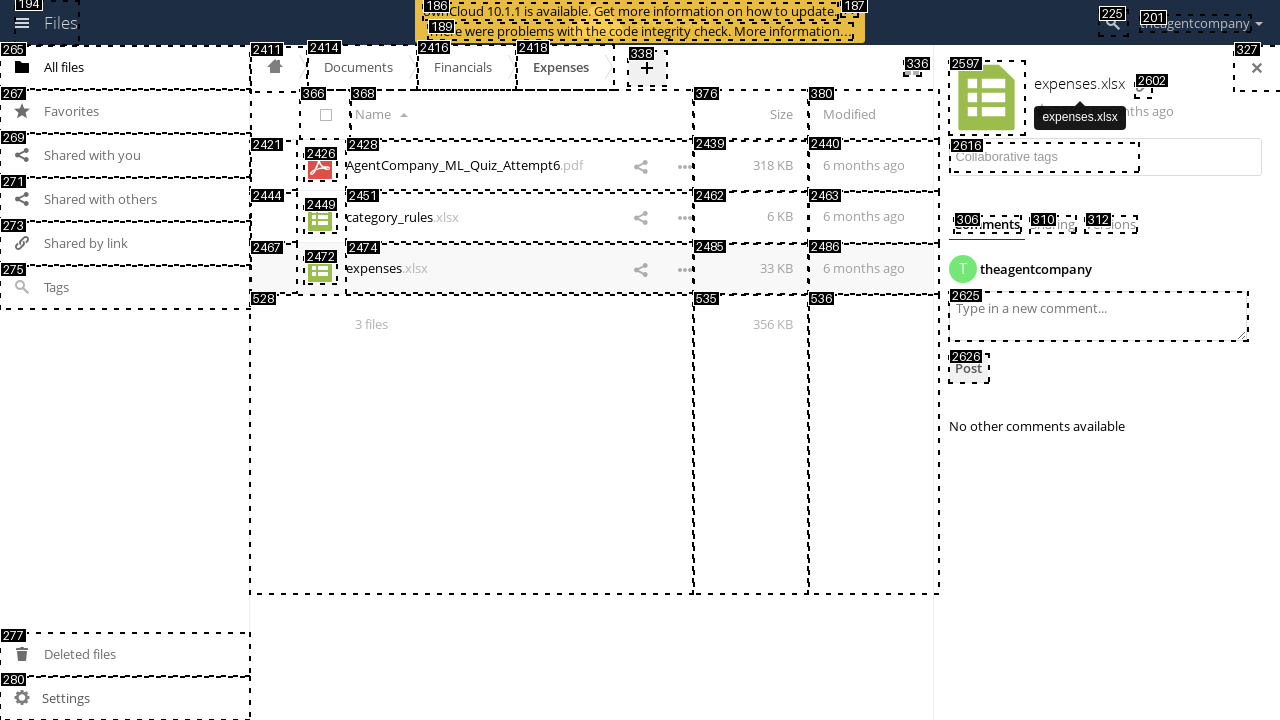 194
Files
186
ownCloud 10.1.1 is available. Get more information on how to update.
187
189
There were problems with the code integrity check. More information…
225
201
theagentcompany
265
All files
267
Favorites
269
Shared with you
271
Shared with others
273
Shared by link
275
Tags
277
Deleted files
280
Settings
2411
2414
Documents
2416
Financials
2418
Expenses
338
+
336
327
366
368
Name
376
Size
380
Modified
2421
2426
2428
AgentCompany_ML_Quiz_Attempt6.pdf
2439
318 KB
2440
6 months ago
2444
2449
2451
category_rules.xlsx
2462
6 KB
2463
6 months ago
2467
2472
2474
expenses.xlsx
2485
33 KB
2486
6 months ago
528
3 files
535
356 KB
536
2597
expenses.xlsx
2602
months ago
expenses.xlsx
2616
Collaborative tags
306
Comments
310
Sharing
312
Versions
T
theagentcompany
2625
Type in a new comment...
2626
Post
No other comments available